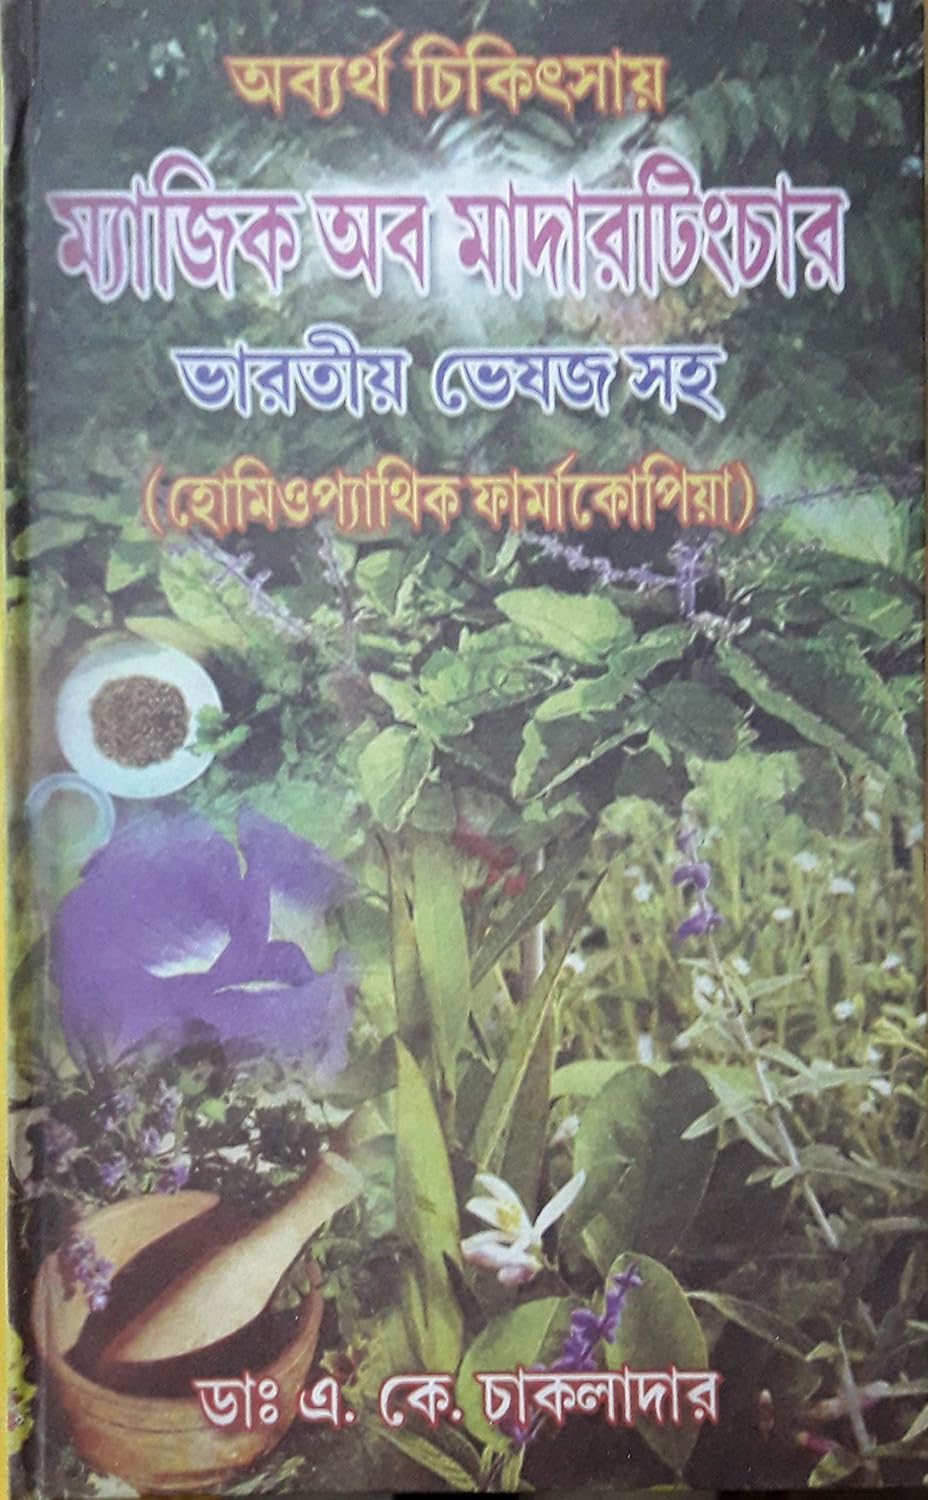 অব্যর্থ চিকিৎসায়
ম্যাজিক অব মাদারটিংচার
ভারতীয় ভেষজ সহ
(হোমিওপ্যাথিক ফার্মাকোপিয়া)
ডাঃ এ. কে. চাকলাদার